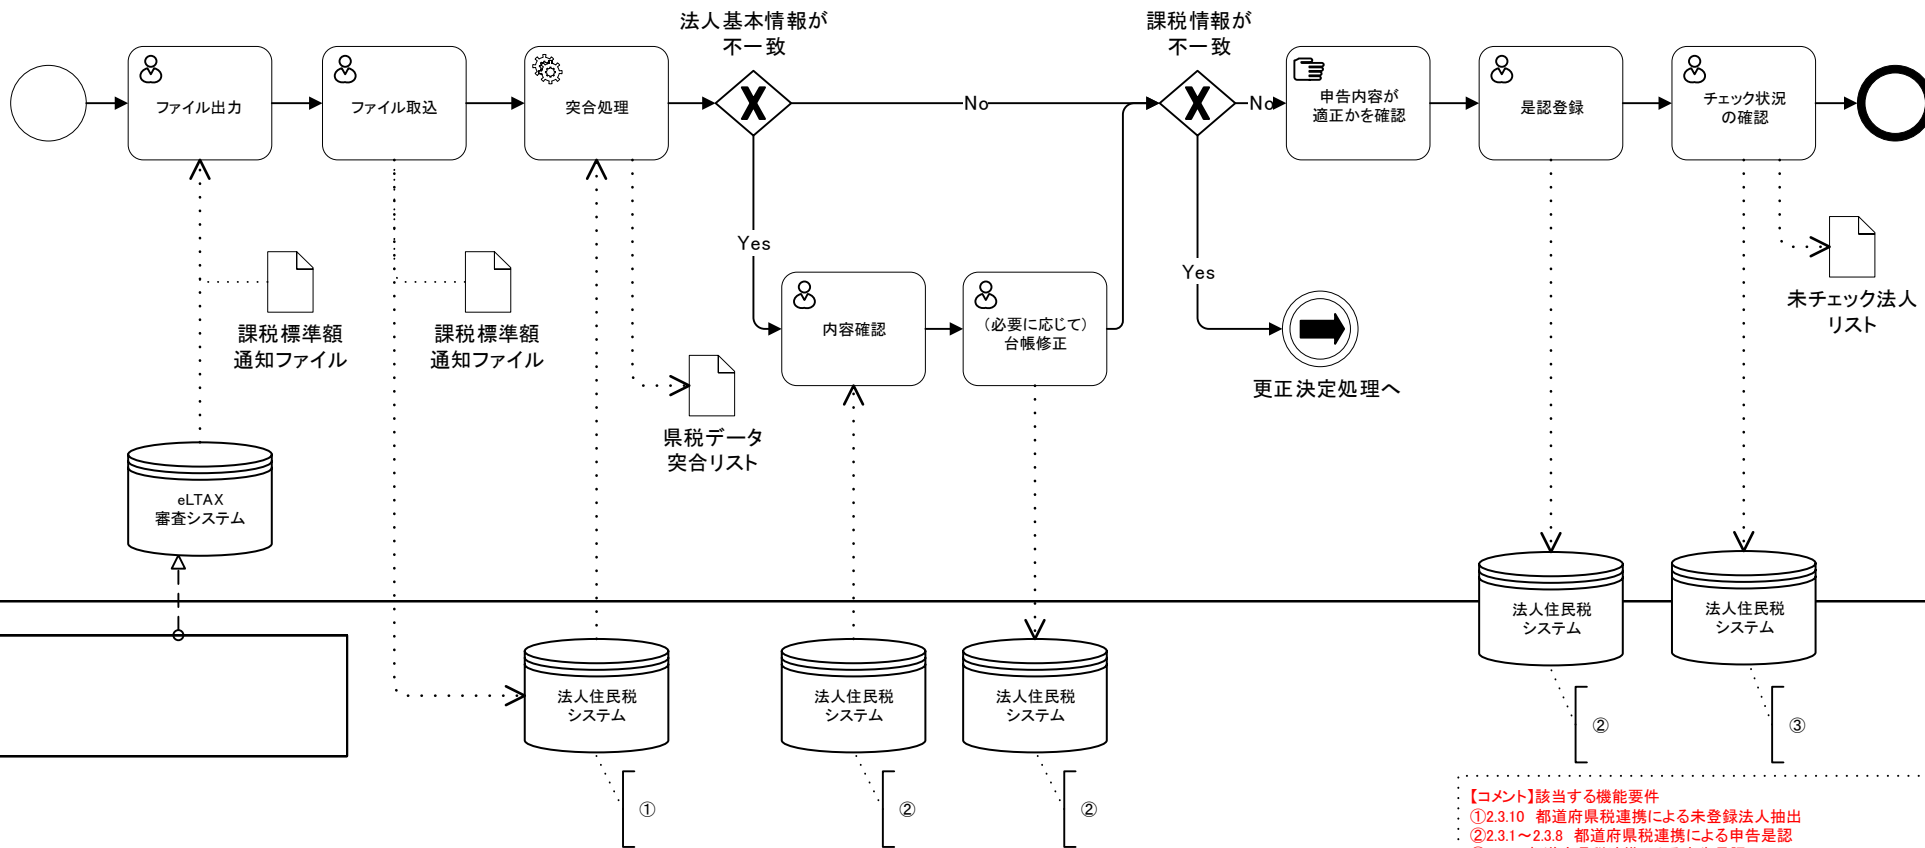 法人基本情報が
不一致
課税情報が
不一致
ファイル出力
ファイル取込
突合処理
No
No
申告内容が
適正かを確認
是認登録
チェック状況
の確認
Yes
Yes
課税標準額
通知ファイル
課税標準額
通知ファイル
内容確認
(必要に応じて)
台帳修正
未チェック法人
リスト
更正決定処理へ
県税データ
突合リスト
eLTAX
審査システム
法人住民税
システム
法人住民税
システム
法人住民税
システム
法人住民税
システム
法人住民税
システム
①
②
②
②
③
【コメント】該当する機能要件
①2.3.10 都道府県税連携による未登録法人抽出
②2.3.1～2.3.8 都道府県税連携による申告是認